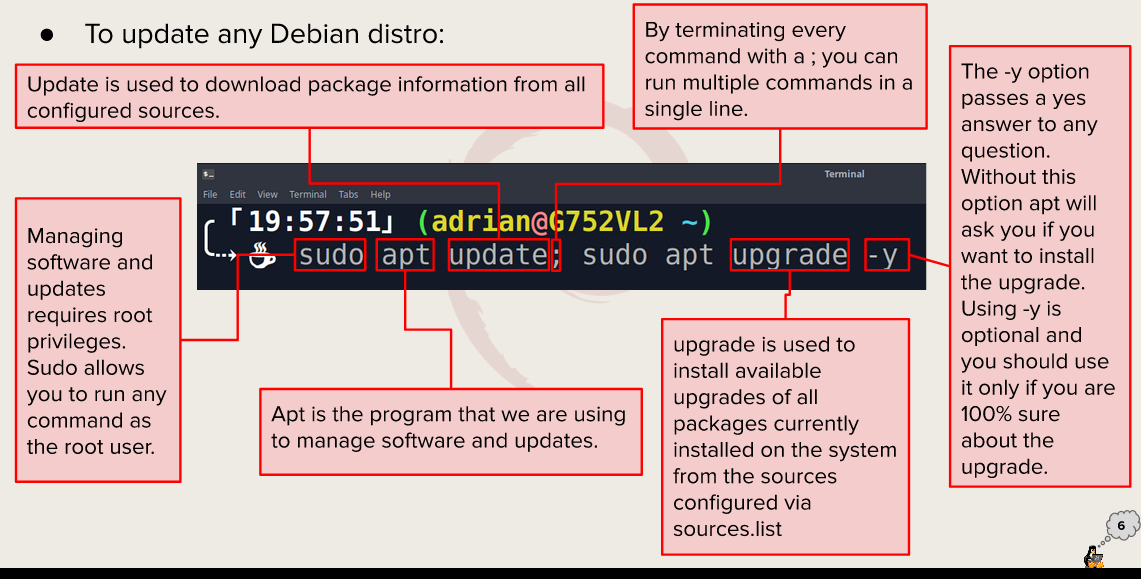 ● To update any Debian distro:
Update is used to download package information from all
configured sources.
By terminating every
command with a ; you can
run multiple commands in a
single line.
The -y option
passes a yes
answer to any
question.
Without this
option apt will
ask you if you
want to install
the upgrade.
Using -y is
optional and
you should use
it only if you are
100% sure
about the
upgrade.
$_
Terminal
File Edit View Terminal Tabs Help
「19:57:51」 (adrian@G752VL2 ~)
sudo apt update; sudo apt upgrade -y
Managing
software and
updates
requires root
privileges.
Sudo allows
you to run any
command as
the root user.
Apt is the program that we are using
to manage software and updates.
upgrade is used to
install available
upgrades of all
packages currently
installed on the system
from the sources
configured via
sources.list
6